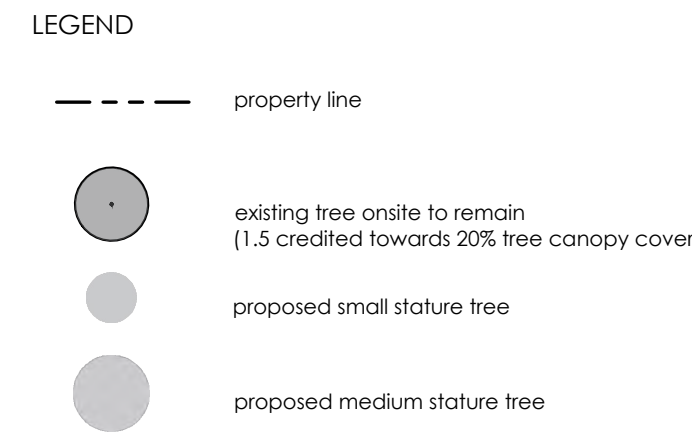 LEGEND
property line
existing tree onsite to remain
(1.5 credited towards 20% tree canopy cover
proposed small stature tree
proposed medium stature tree